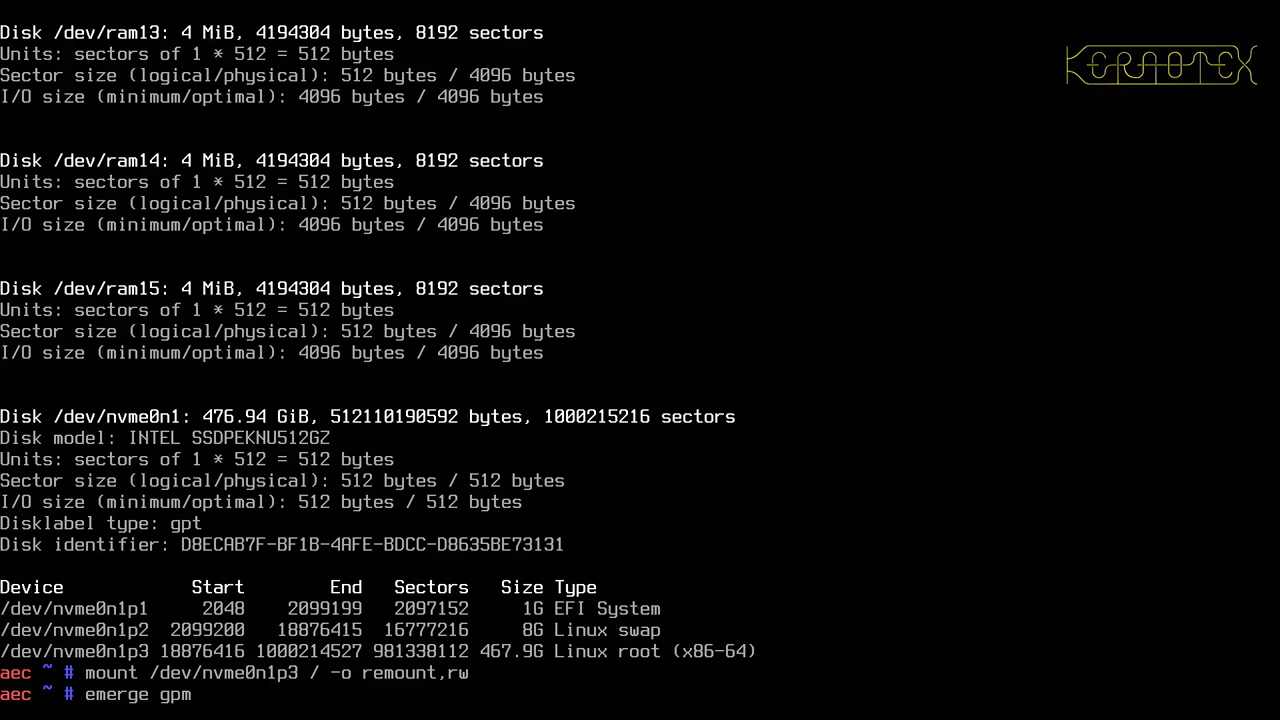 Disk /dev/ram13: 4 MiB, 4194304 bytes, 8192 sectors
Units: sectors of 1 * 512 = 512 bytes
Sector size (logical/physical): 512 bytes / 4096 bytes
I/O size (minimum/optimal): 4096 bytes / 4096 bytes
KERNOTEX
Disk /dev/ram14: 4 MiB, 4194304 bytes, 8192 sectors
Units: sectors of 1 * 512 = 512 bytes
Sector size (logical/physical): 512 bytes / 4096 bytes
I/O size (minimum/optimal): 4096 bytes / 4096 bytes
Disk /dev/ram15: 4 MiB, 4194304 bytes, 8192 sectors
Units: sectors of 1 * 512 = 512 bytes
Sector size (logical/physical): 512 bytes / 4096 bytes
I/O size (minimum/optimal): 4096 bytes / 4096 bytes
Disk /dev/nvme0n1: 476.94 GiB, 512110190592 bytes, 1000215216 sectors
Disk model: INTEL SSDPEKNU512GZ
Units: sectors of 1 * 512 = 512 bytes
Sector size (logical/physical): 512 bytes / 512 bytes
I/O size (minimum/optimal): 512 bytes / 512 bytes
Disklabel type: gpt
Disk identifier: D8ECAB7F-BF1B-4AFE-BDCC-D8635BE73131
Device Start End Sectors Size Type
/dev/nvme0n1p1 2048 2099199 2097152 1G EFI System
/dev/nvme0n1p2 2099200 18876415 16777216 8G Linux swap
/dev/nvme0n1p3 18876416 1000214527 981338112 467.9G Linux root (x86-64)
aec ~ # mount /dev/nvme0n1p3 / -o remount,rw
aec ~ # emerge gpm